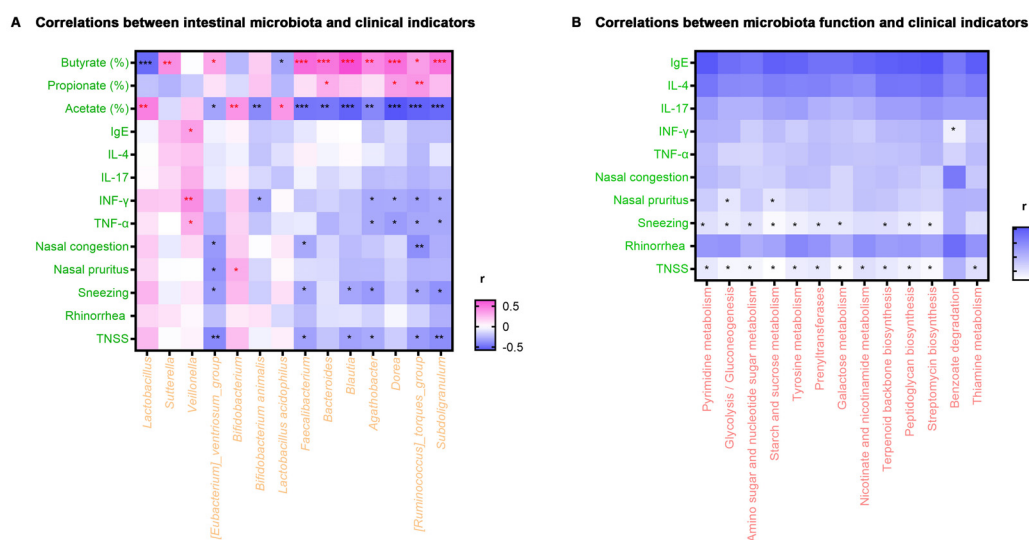 A Correlations between intestinal microbiota and clinical indicators
Butyrate (%) *** ** * * *** *** *** ** *** * ***
Propionate (%) * * **
Acetate (%) ** * ** ** * *** ** *** ** *** *** ***
IgE *
IL-4
IL-17
INF-γ ** * * * * *
TNF-α * * * * *
Nasal congestion * * **
Nasal pruritus * *
Sneezing * * * * * *
Rhinorrhea
TNSS ** * * * * **
Lactobacillus
Sutterella
Veillonella
[Eubacterium]_ventriosum_group
Bifidobacterium
Bifidobacterium animalis
Lactobacillus acidophilus
Faecalibacterium
Bacteroides
Blautia
Agathobacter
Dorea
[Ruminococcus]_torques_group
Subdoligranulum
r
0.5
0
-0.5
B Correlations between microbiota function and clinical indicators
IgE
IL-4
IL-17
INF-γ *
TNF-α
Nasal congestion
Nasal pruritus * *
Sneezing * * * * * * * * * *
Rhinorrhea
TNSS * * * * * * * * * * * *
Pyrimidine metabolism
Glycolysis / Gluconeogenesis
Amino sugar and nucleotide sugar metabolism
Starch and sucrose metabolism
Tyrosine metabolism
Prenyltransferases
Galactose metabolism
Nicotinate and nicotinamide metabolism
Terpenoid backbone biosynthesis
Peptidoglycan biosynthesis
Streptomycin biosynthesis
Benzoate degradation
Thiamine metabolism
r